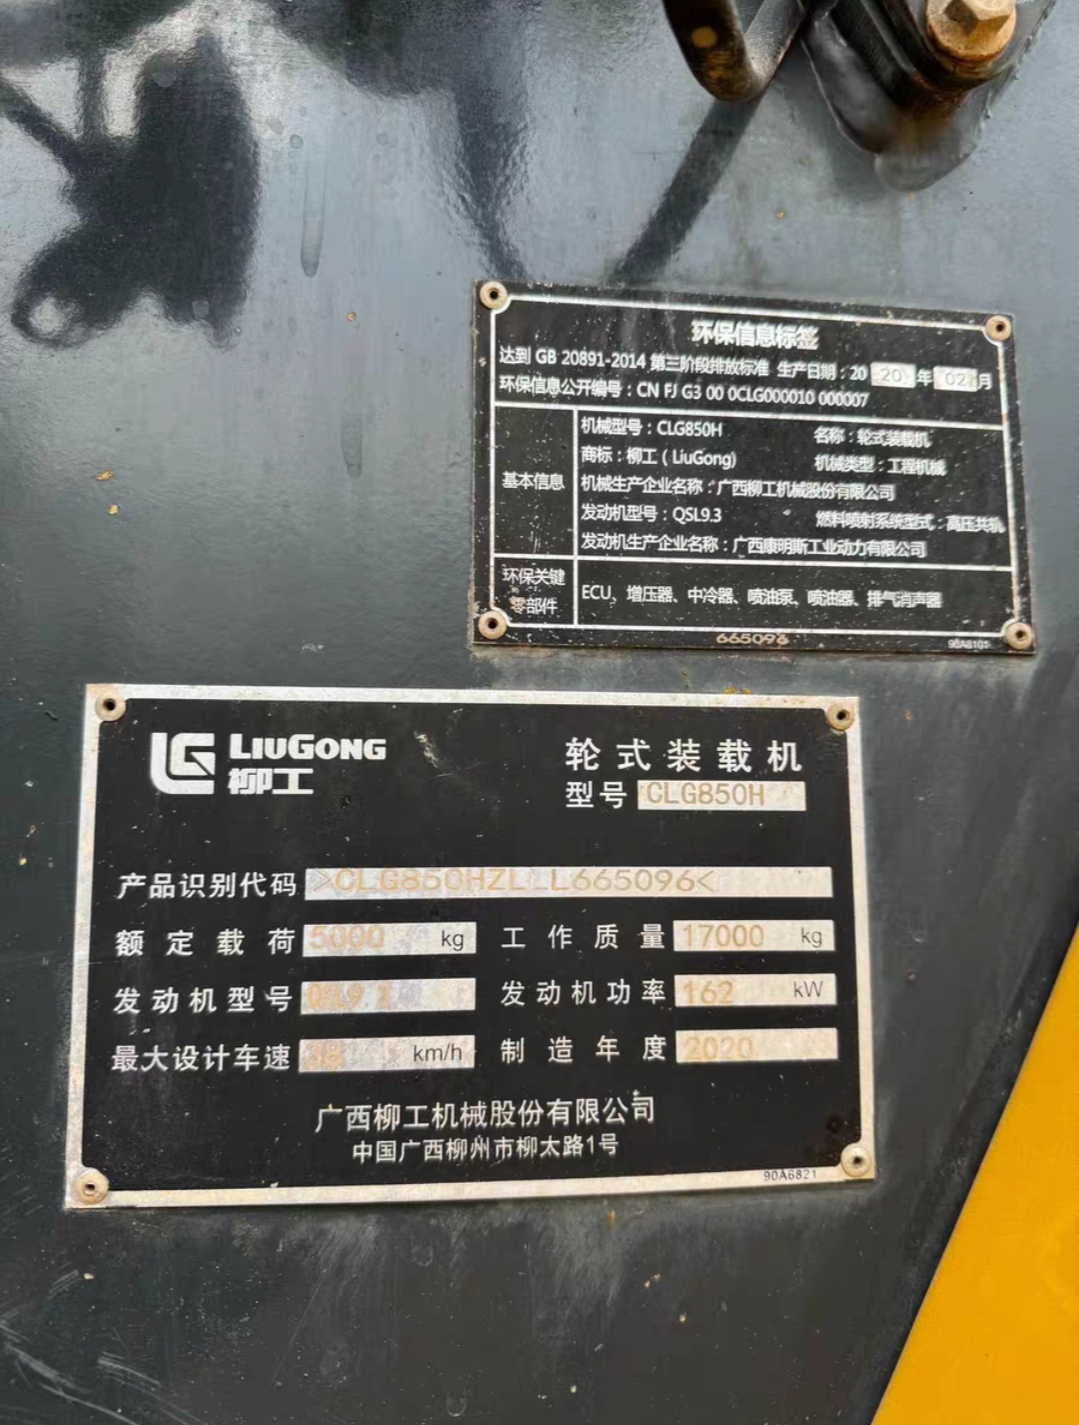 环保信息标签
达到 GB 20891-2014 第三阶段排放标准 生产日期：20 20 年 02 月
环保信息公开编号：CN FJ G3 00 0CLG000010 000007
基本信息
机械型号：CLG850H 名称：轮式装载机
商标：柳工 ( LiuGong) 机械类型：工程机械
机械生产企业名称：广西柳工机械股份有限公司
发动机型号：QSL9.3 燃料喷射系统型式：高压共轨
发动机生产企业名称：广西康明斯工业动力有限公司
环保关键
零部件
ECU、增压器、中冷器、喷油泵、喷油器、排气消声器
665096 90A8101
LG LIUGONG
柳工
轮式装载机
型号 CLG850H
产品识别代码 >CLG850HZL L665096<
额定载荷 5000 kg 工作质量 17000 kg
发动机型号 发动机功率 162 kW
最大设计车速 km/h 制造年度 2020
广西柳工机械股份有限公司
中国广西柳州市柳太路1号
90A6821